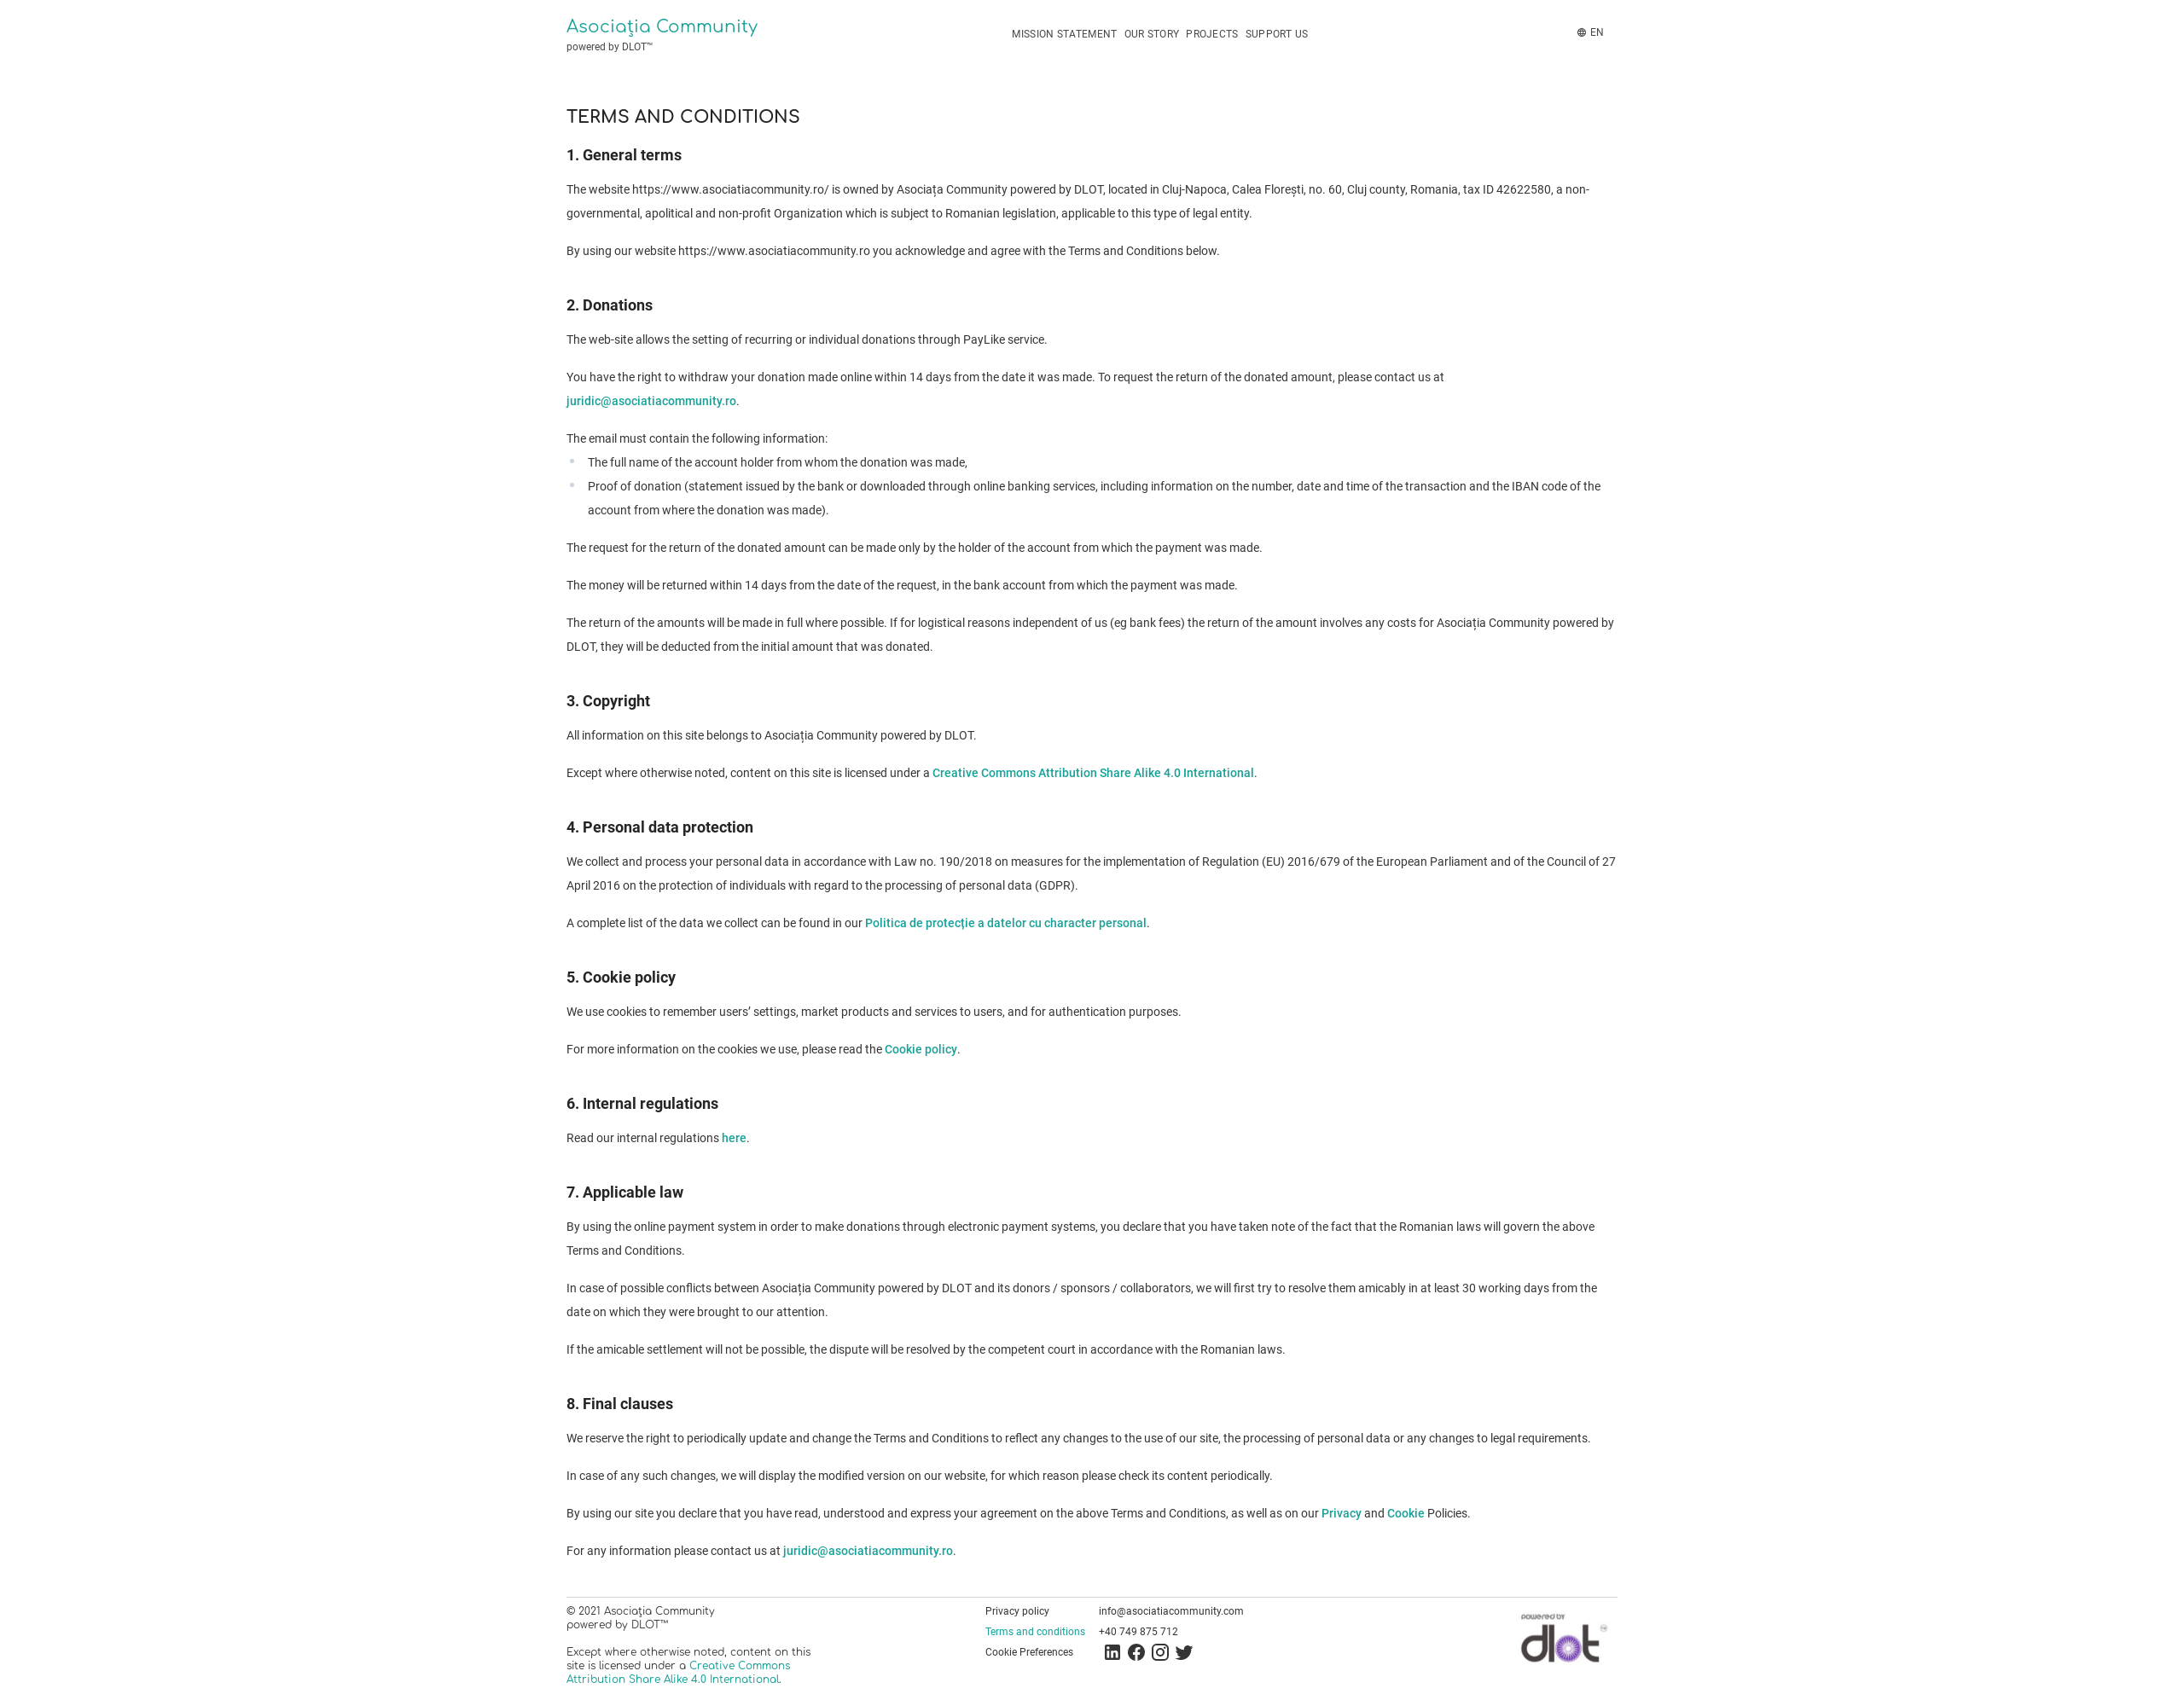 Asociația Community
powered by DLOT™
MISSION STATEMENT OUR STORY PROJECTS SUPPORT US
EN
TERMS AND CONDITIONS
1. General terms
The website https://www.asociatiacommunity.ro/ is owned by Asociața Community powered by DLOT, located in Cluj-Napoca, Calea Florești, no. 60, Cluj county, Romania, tax ID 42622580, a non-
governmental, apolitical and non-profit Organization which is subject to Romanian legislation, applicable to this type of legal entity.
By using our website https://www.asociatiacommunity.ro you acknowledge and agree with the Terms and Conditions below.
2. Donations
The web-site allows the setting of recurring or individual donations through PayLike service.
You have the right to withdraw your donation made online within 14 days from the date it was made. To request the return of the donated amount, please contact us at
juridic@asociatiacommunity.ro.
The email must contain the following information:
The full name of the account holder from whom the donation was made,
Proof of donation (statement issued by the bank or downloaded through online banking services, including information on the number, date and time of the transaction and the IBAN code of the
account from where the donation was made).
The request for the return of the donated amount can be made only by the holder of the account from which the payment was made.
The money will be returned within 14 days from the date of the request, in the bank account from which the payment was made.
The return of the amounts will be made in full where possible. If for logistical reasons independent of us (eg bank fees) the return of the amount involves any costs for Asociația Community powered by
DLOT, they will be deducted from the initial amount that was donated.
3. Copyright
All information on this site belongs to Asociația Community powered by DLOT.
Except where otherwise noted, content on this site is licensed under a Creative Commons Attribution Share Alike 4.0 International.
4. Personal data protection
We collect and process your personal data in accordance with Law no. 190/2018 on measures for the implementation of Regulation (EU) 2016/679 of the European Parliament and of the Council of 27
April 2016 on the protection of individuals with regard to the processing of personal data (GDPR).
A complete list of the data we collect can be found in our Politica de protecție a datelor cu character personal.
5. Cookie policy
We use cookies to remember users’ settings, market products and services to users, and for authentication purposes.
For more information on the cookies we use, please read the Cookie policy.
6. Internal regulations
Read our internal regulations here.
7. Applicable law
By using the online payment system in order to make donations through electronic payment systems, you declare that you have taken note of the fact that the Romanian laws will govern the above
Terms and Conditions.
In case of possible conflicts between Asociația Community powered by DLOT and its donors / sponsors / collaborators, we will first try to resolve them amicably in at least 30 working days from the
date on which they were brought to our attention.
If the amicable settlement will not be possible, the dispute will be resolved by the competent court in accordance with the Romanian laws.
8. Final clauses
We reserve the right to periodically update and change the Terms and Conditions to reflect any changes to the use of our site, the processing of personal data or any changes to legal requirements.
In case of any such changes, we will display the modified version on our website, for which reason please check its content periodically.
By using our site you declare that you have read, understood and express your agreement on the above Terms and Conditions, as well as on our Privacy and Cookie Policies.
For any information please contact us at juridic@asociatiacommunity.ro.
© 2021 Asociația Community
powered by DLOT™
Except where otherwise noted, content on this
site is licensed under a Creative Commons
Attribution Share Alike 4.0 International.
Privacy policy
Terms and conditions
Cookie Preferences
info@asociatiacommunity.com
+40 749 875 712
powered by
dlot